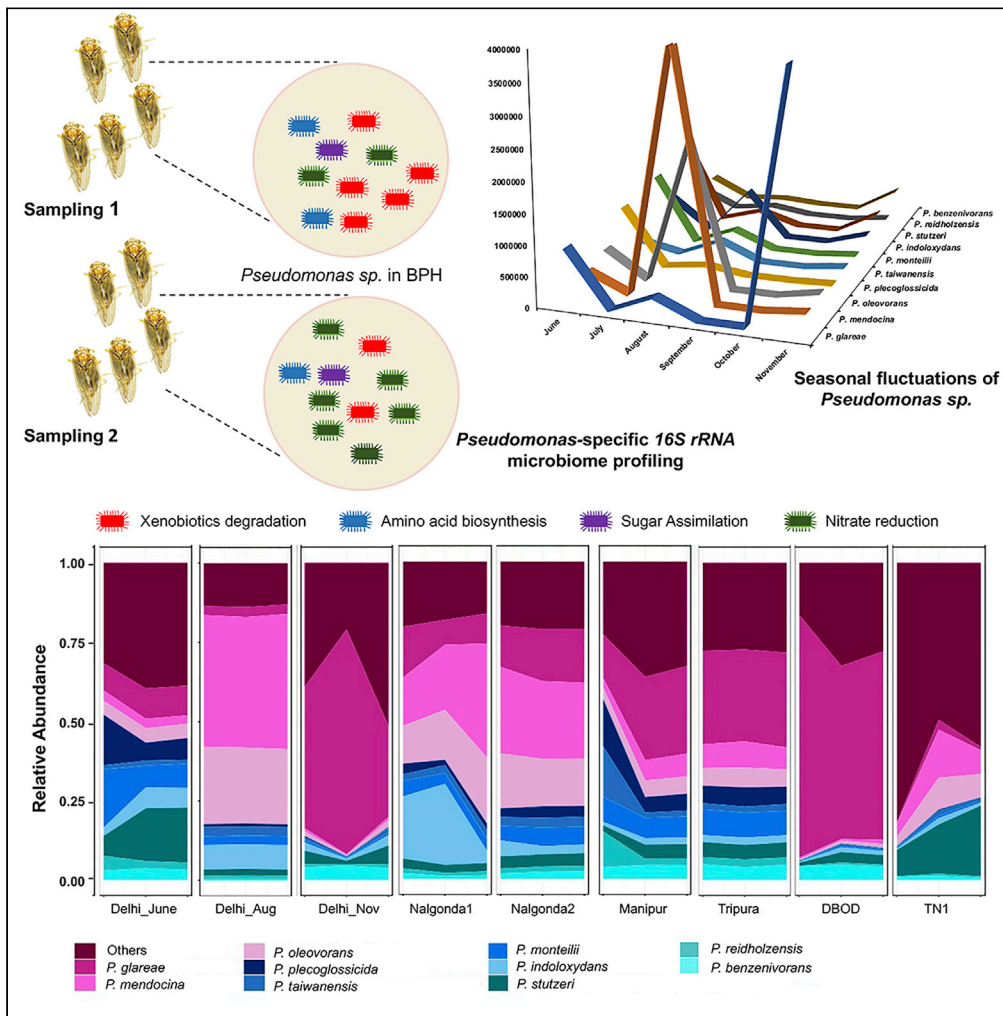 Sampling 1
Pseudomonas sp. in BPH
Sampling 2
Pseudomonas-specific 16S rRNA
microbiome profiling
4000000
3500000
3000000
2500000
2000000
1500000
1000000
500000
0
June
July
August
September
October
November
P. benzenivorans
P. reidholzensis
P. stutzeri
P. indoloxydans
P. monteilii
P. taiwanensis
P. plecoglossicida
P. oleovorans
P. mendocina
P. glareae
Seasonal fluctuations of
Pseudomonas sp.
Xenobiotics degradation
Amino acid biosynthesis
Sugar Assimilation
Nitrate reduction
Relative Abundance
1.00
0.75
0.50
0.25
0.00
Delhi_June
Delhi_Aug
Delhi_Nov
Nalgonda1
Nalgonda2
Manipur
Tripura
DBOD
TN1
Others
P. glareae
P. mendocina
P. oleovorans
P. plecoglossicida
P. taiwanensis
P. monteilii
P. indoloxydans
P. stutzeri
P. reidholzensis
P. benzenivorans